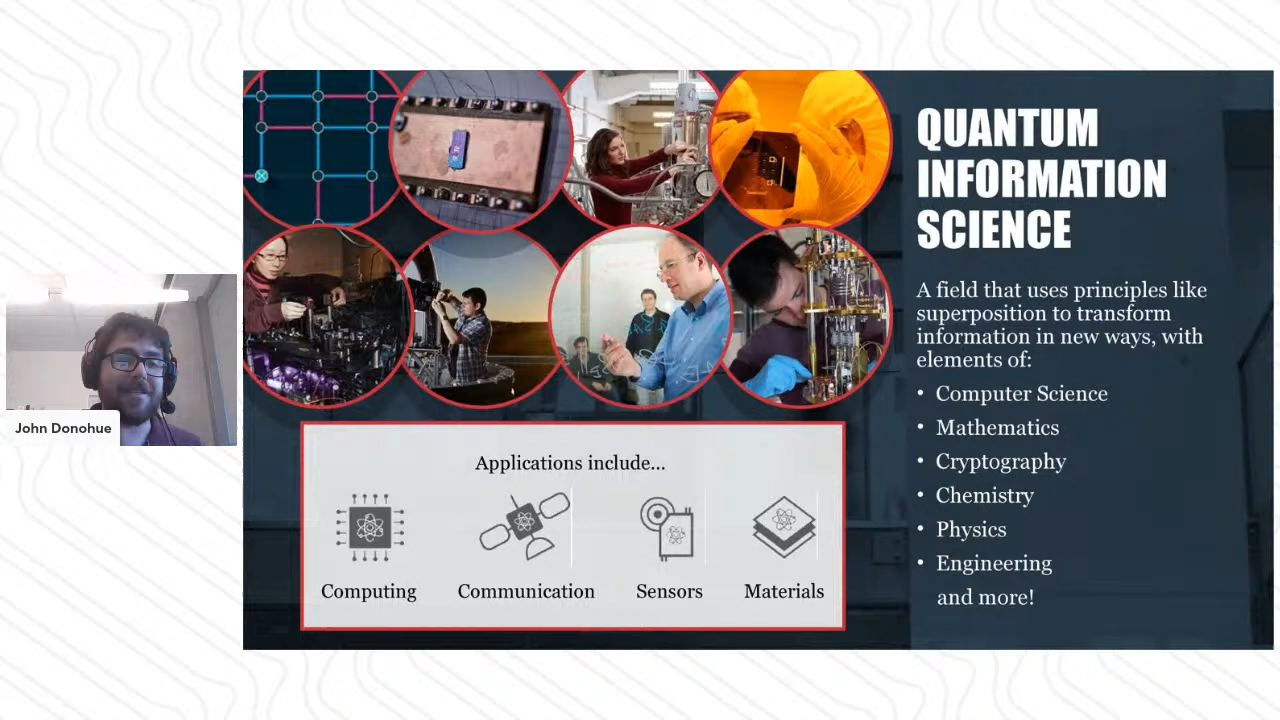 QUANTUM
INFORMATION
SCIENCE
A field that uses principles like
superposition to transform
information in new ways, with
elements of:
• Computer Science
• Mathematics
• Cryptography
• Chemistry
• Physics
• Engineering
and more!
Applications include...
Computing Communication Sensors Materials
John Donohue